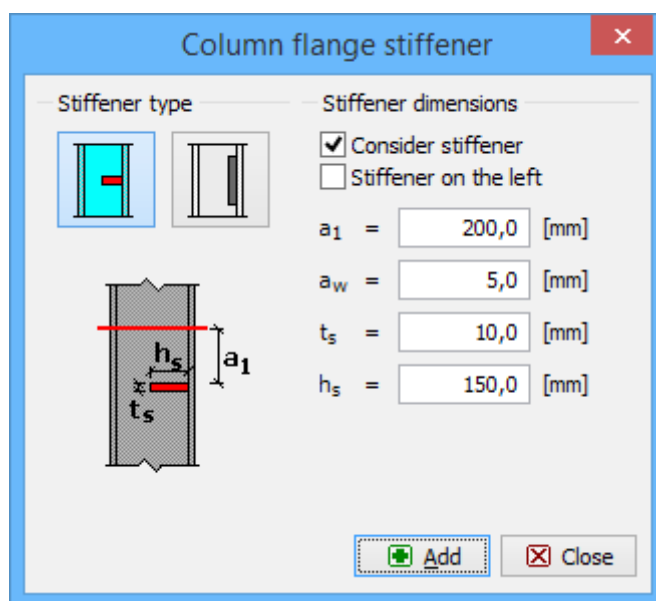 Column flange stiffener
Stiffener type
Stiffener dimensions
Consider stiffener
Stiffener on the left
a1 = 200,0 [mm]
aw = 5,0 [mm]
ts = 10,0 [mm]
hs = 150,0 [mm]
hs
a1
ts
Add
Close